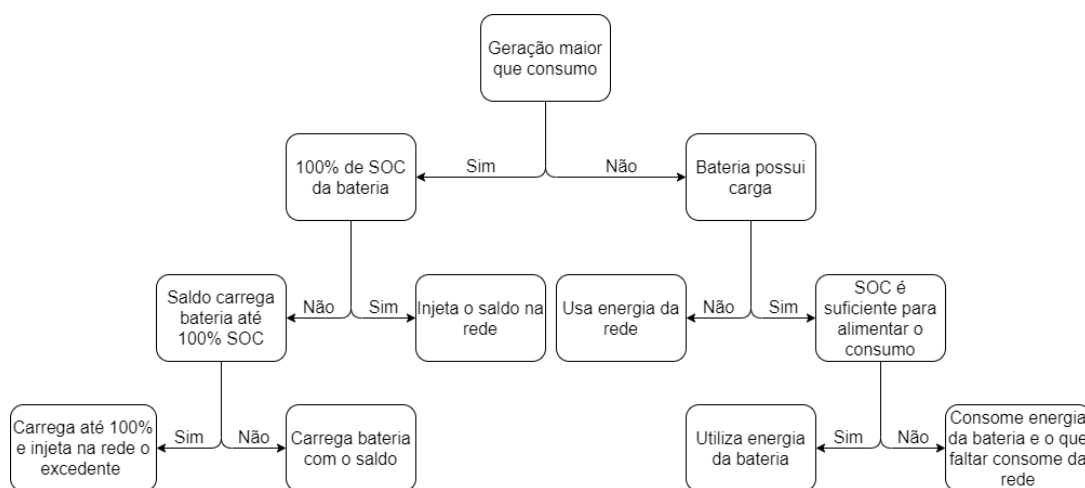 Geração maior
que consumo
100% de SOC
da bateria
Sim
Não
Bateria possui
carga
Saldo carrega
bateria até
100% SOC
Não
Sim
Injeta o saldo na
rede
Usa energia da
rede
Não
Sim
SOC é
suficiente para
alimentar o
consumo
Carrega até 100%
e injeta na rede o
excedente
Sim
Não
Carrega bateria
com o saldo
Utiliza energia
da bateria
Sim
Não
Consome energia
da bateria e o que
faltar consome da
rede